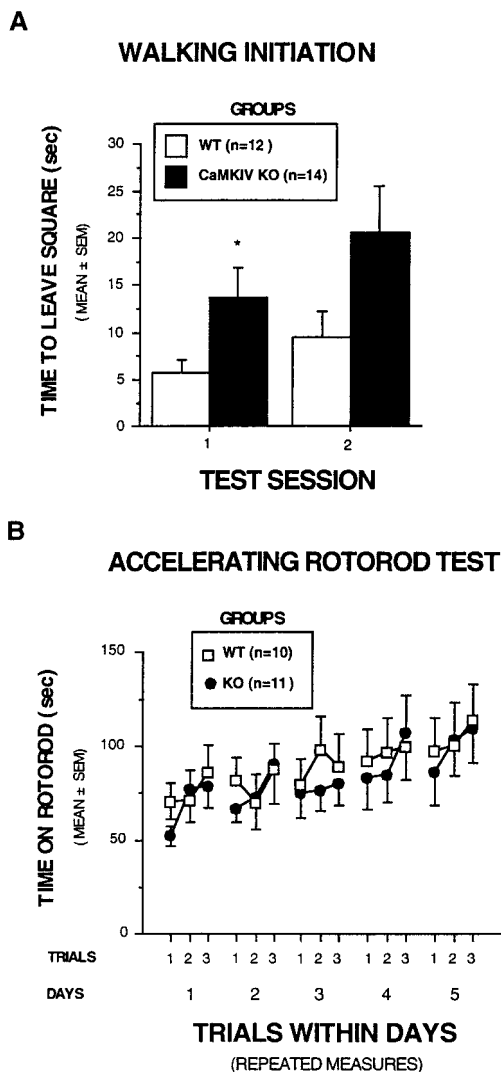 A
WALKING INITIATION
GROUPS
WT (n=12 )
CaMKIV KO (n=14)
TIME TO LEAVE SQUARE (sec)
( MEAN ± SEM)
30
25
20
15
10
5
0
*
1 2
TEST SESSION
B
ACCELERATING ROTOROD TEST
GROUPS
WT (n=10)
KO (n=11)
TIME ON ROTOROD (sec)
(MEAN ± SEM)
150
100
50
0
TRIALS 1 2 3 1 2 3 1 2 3 1 2 3 1 2 3
DAYS 1 2 3 4 5
TRIALS WITHIN DAYS
(REPEATED MEASURES)